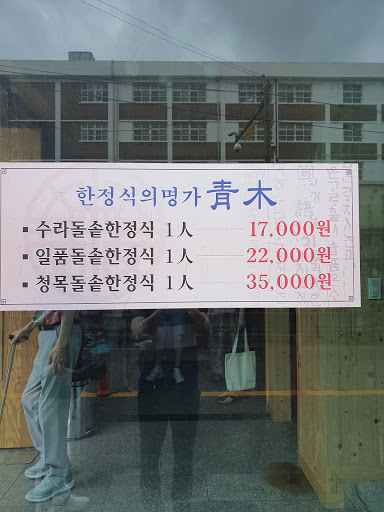 한정식의명가 靑木
▪ 수라돌솥한정식 1人 17,000원
▪ 일품돌솥한정식 1人 22,000원
▪ 청목돌솥한정식 1人 35,000원